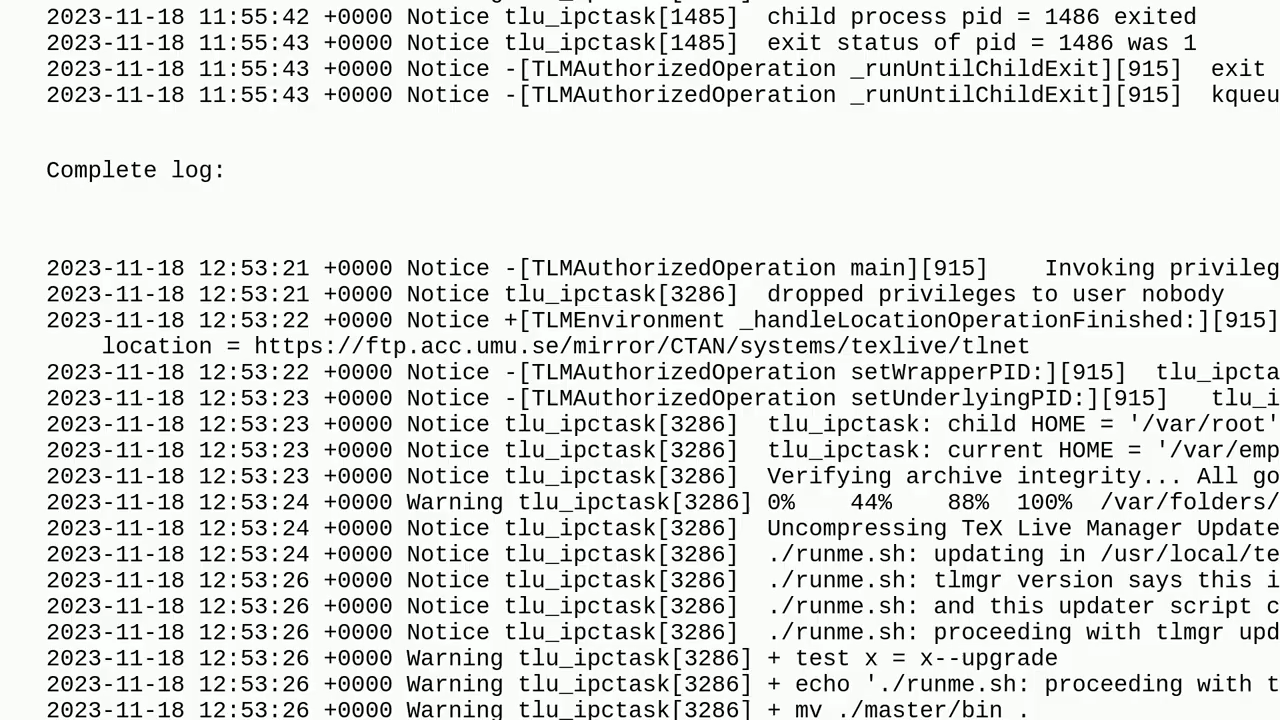 2023-11-18 11:55:42 +0000 Notice tlu_ipctask[1485]  child process pid = 1486 exited
2023-11-18 11:55:43 +0000 Notice tlu_ipctask[1485]  exit status of pid = 1486 was 1
2023-11-18 11:55:43 +0000 Notice -[TLMAuthorizedOperation _runUntilChildExit][915]  exit
2023-11-18 11:55:43 +0000 Notice -[TLMAuthorizedOperation _runUntilChildExit][915]  kqueu
Complete log:
2023-11-18 12:53:21 +0000 Notice -[TLMAuthorizedOperation main][915]    Invoking privileg
2023-11-18 12:53:21 +0000 Notice tlu_ipctask[3286]  dropped privileges to user nobody
2023-11-18 12:53:22 +0000 Notice +[TLMEnvironment _handleLocationOperationFinished:][915]
    location = https://ftp.acc.umu.se/mirror/CTAN/systems/texlive/tlnet
2023-11-18 12:53:22 +0000 Notice -[TLMAuthorizedOperation setWrapperPID:][915]  tlu_ipcta
2023-11-18 12:53:23 +0000 Notice -[TLMAuthorizedOperation setUnderlyingPID:][915]   tlu_i
2023-11-18 12:53:23 +0000 Notice tlu_ipctask[3286]  tlu_ipctask: child HOME = '/var/root'
2023-11-18 12:53:23 +0000 Notice tlu_ipctask[3286]  tlu_ipctask: current HOME = '/var/emp
2023-11-18 12:53:23 +0000 Notice tlu_ipctask[3286]  Verifying archive integrity... All go
2023-11-18 12:53:24 +0000 Warning tlu_ipctask[3286] 0%    44%    88%  100%  /var/folders/
2023-11-18 12:53:24 +0000 Notice tlu_ipctask[3286]  Uncompressing TeX Live Manager Update
2023-11-18 12:53:24 +0000 Notice tlu_ipctask[3286]  ./runme.sh: updating in /usr/local/te
2023-11-18 12:53:26 +0000 Notice tlu_ipctask[3286]  ./runme.sh: tlmgr version says this i
2023-11-18 12:53:26 +0000 Notice tlu_ipctask[3286]  ./runme.sh: and this updater script c
2023-11-18 12:53:26 +0000 Notice tlu_ipctask[3286]  ./runme.sh: proceeding with tlmgr upd
2023-11-18 12:53:26 +0000 Warning tlu_ipctask[3286] + test x = x--upgrade
2023-11-18 12:53:26 +0000 Warning tlu_ipctask[3286] + echo './runme.sh: proceeding with t
2023-11-18 12:53:26 +0000 Warning tlu_ipctask[3286] + mv ./master/bin .